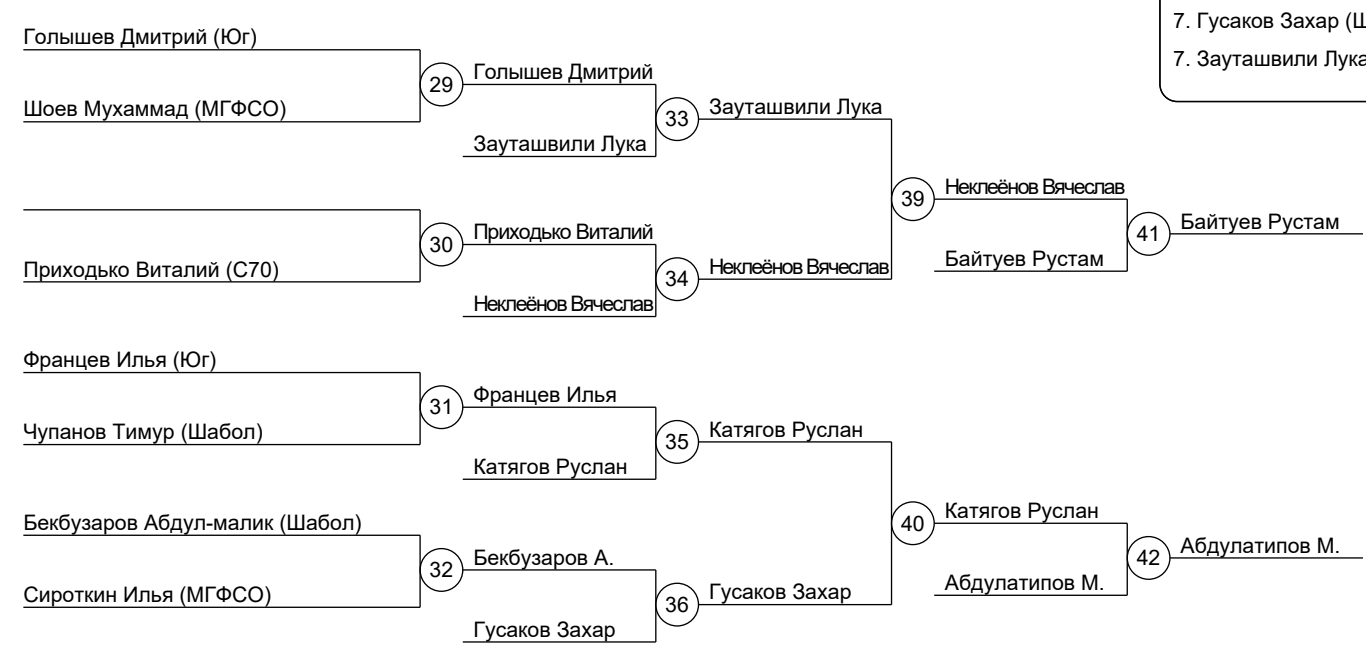 7. Гусаков Захар (Ш
7. Зауташвили Лука
Голышев Дмитрий (Юг)
29
Голышев Дмитрий
Шоев Мухаммад (МГФСО)
33
Зауташвили Лука
Зауташвили Лука
39
Неклеёнов Вячеслав
30
Приходько Виталий
41
Байтуев Рустам
Приходько Виталий (С70)
34
Неклеёнов Вячеслав
Байтуев Рустам
Неклеёнов Вячеслав
Францев Илья (Юг)
31
Францев Илья
Чупанов Тимур (Шабол)
35
Катягов Руслан
Катягов Руслан
40
Катягов Руслан
Бекбузаров Абдул-малик (Шабол)
32
Бекбузаров А.
42
Абдулатипов М.
Сироткин Илья (МГФСО)
36
Гусаков Захар
Абдулатипов М.
Гусаков Захар